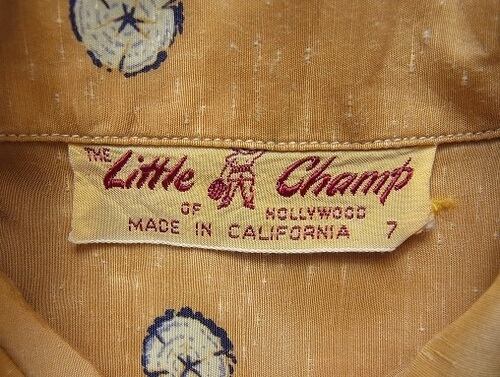 THE Little Champ
OF HOLLYWOOD
MADE IN CALIFORNIA 7